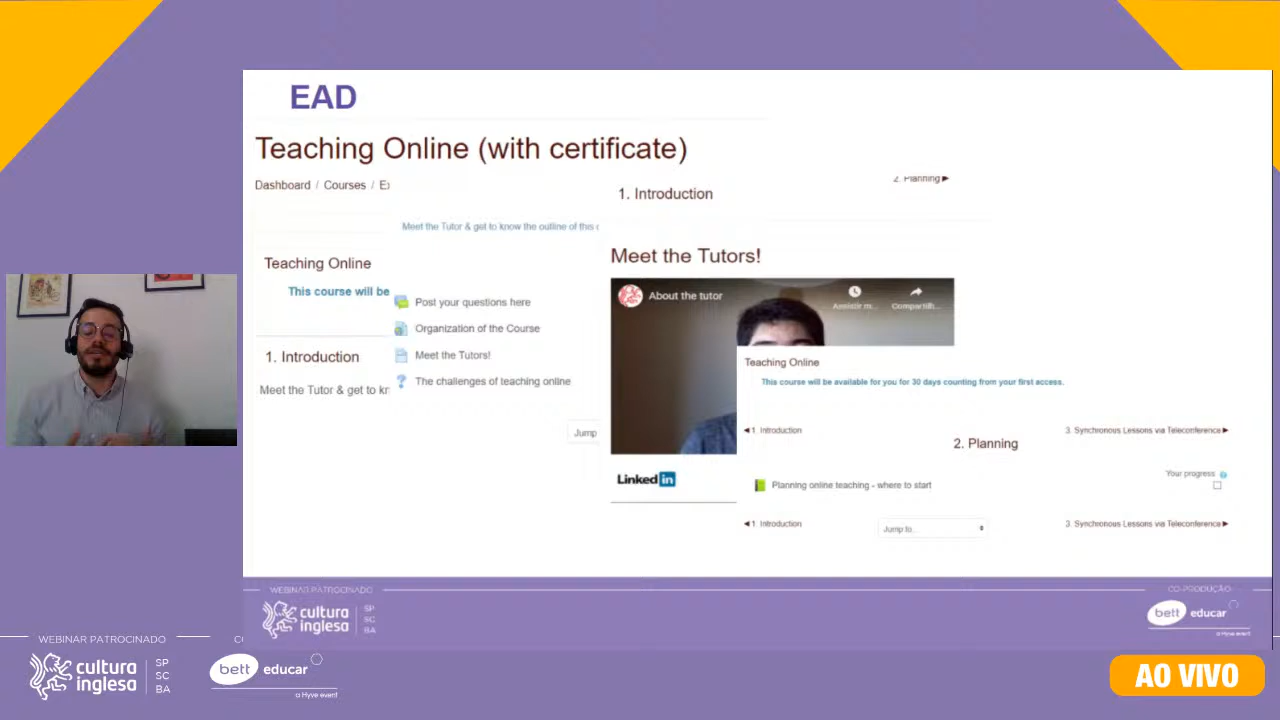 EAD
Teaching Online (with certificate)
Dashboard / Courses /
1. Introduction
2. Planning
Meet the Tutor & get to know the outline of this
Meet the Tutors!
Teaching Online
This course will be
About the tutor
Assistir m...
Compartilh...
Post your questions here
Organization of the Course
Meet the Tutors!
The challenges of teaching online
1. Introduction
Meet the Tutor & get to
Jump
LinkedIn
Teaching Online
This course will be available for you for 30 days counting from your first access.
1. Introduction
3. Synchronous Lessons via Teleconference
2. Planning
Your progress
Planning online teaching - where to start
1. Introduction
Jump to...
3. Synchronous Lessons via Teleconference
WEBINAR PATROCINADO
CO-PRODUÇÃO
cultura inglesa
SP
SC
BA
bett educar
a Hyve event
WEBINAR PATROCINADO
cultura inglesa
SP
SC
BA
bett educar
a Hyve event
AO VIVO